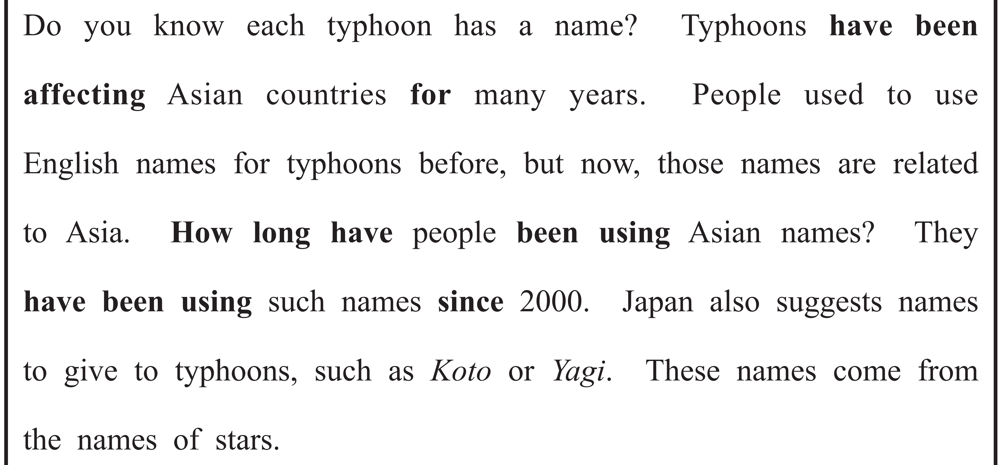 Do you know each typhoon has a name? Typhoons have been
affecting Asian countries for many years. People used to use
English names for typhoons before, but now, those names are related
to Asia. How long have people been using Asian names? They
have been using such names since 2000. Japan also suggests names
to give to typhoons, such as Koto or Yagi. These names come from
the names of stars.